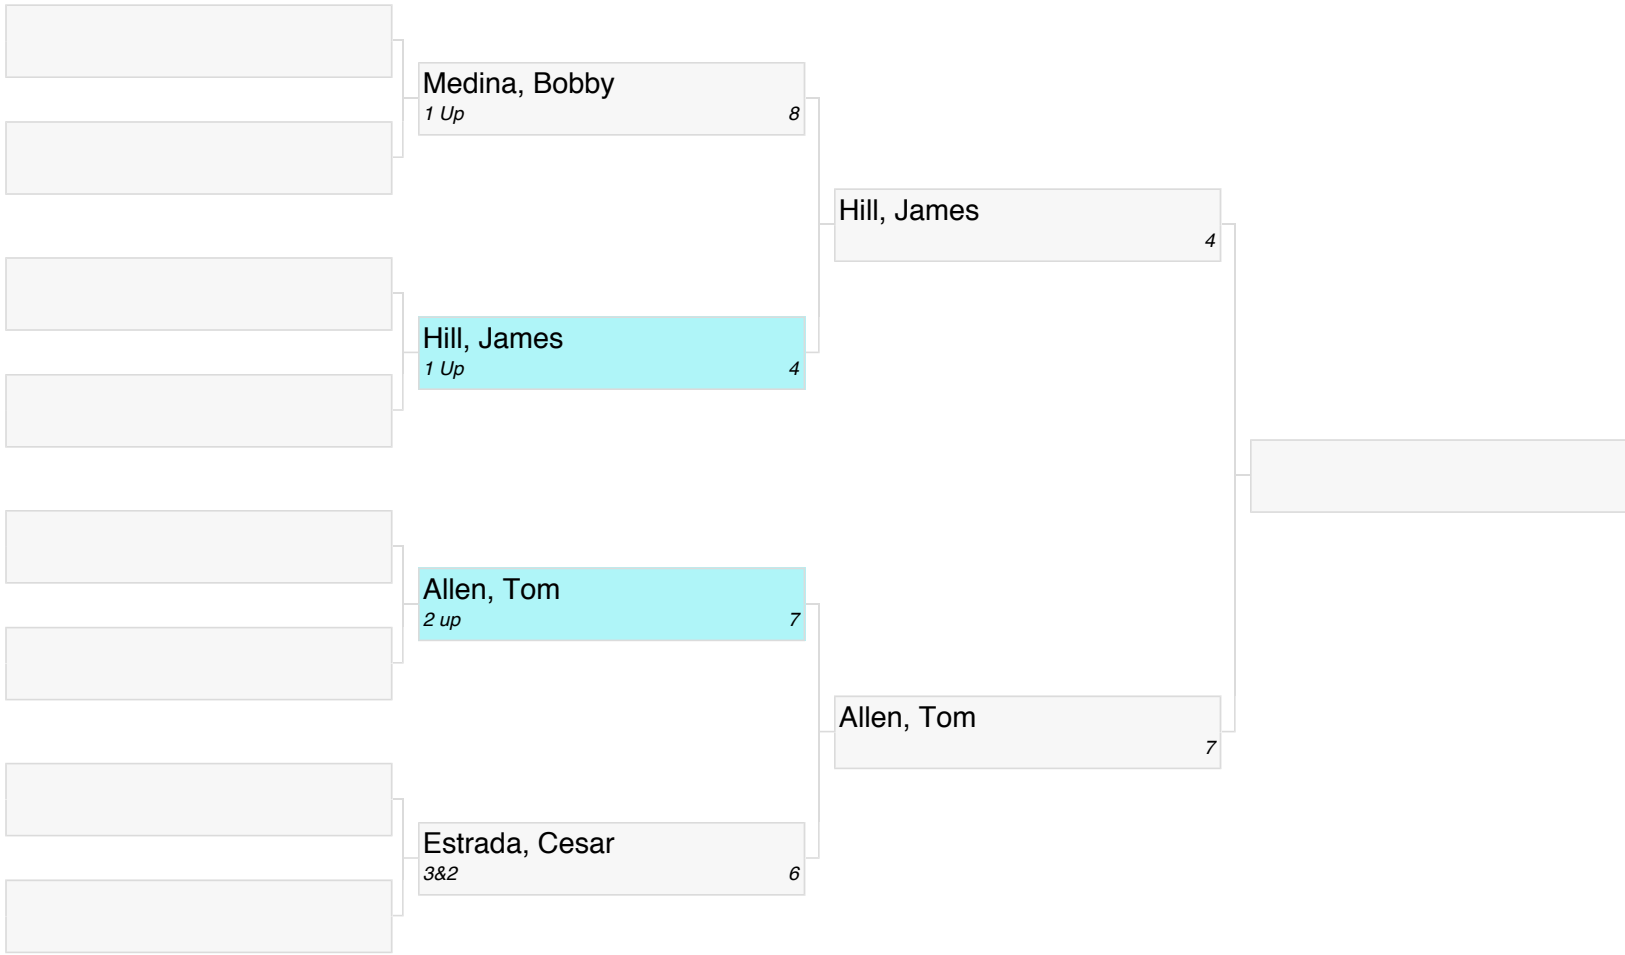 Medina, Bobby
1 Up 8
Hill, James
4
Hill, James
1 Up 4
Allen, Tom
2 up 7
Allen, Tom
7
Estrada, Cesar
3&2 6